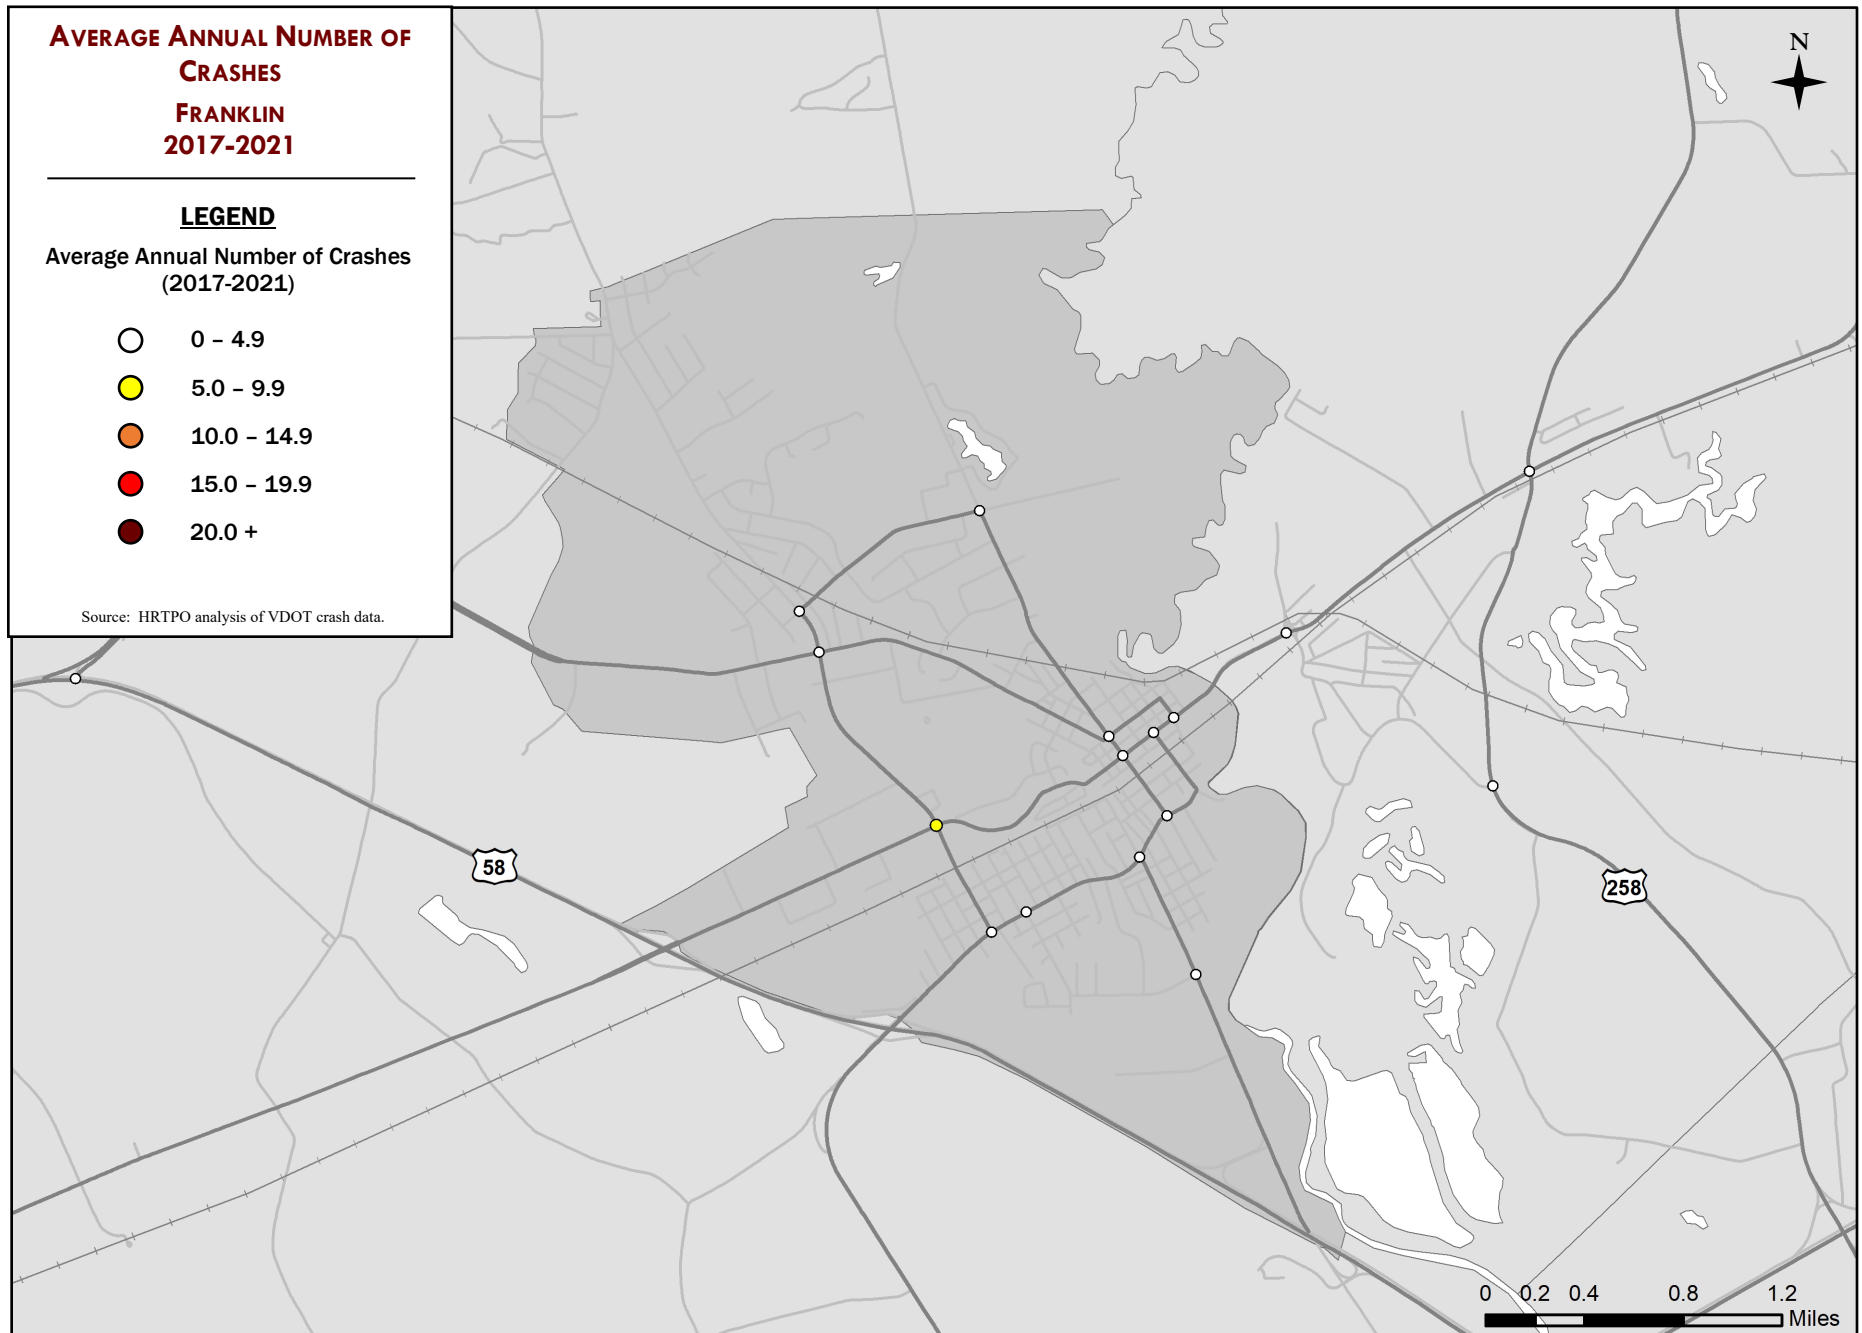 AVERAGE ANNUAL NUMBER OF
CRASHES
FRANKLIN
2017-2021
LEGEND
Average Annual Number of Crashes
(2017-2021)
0 – 4.9
5.0 – 9.9
10.0 – 14.9
15.0 – 19.9
20.0 +
Source: HRTPO analysis of VDOT crash data.
N
58
258
0 0.2 0.4 0.8 1.2
Miles